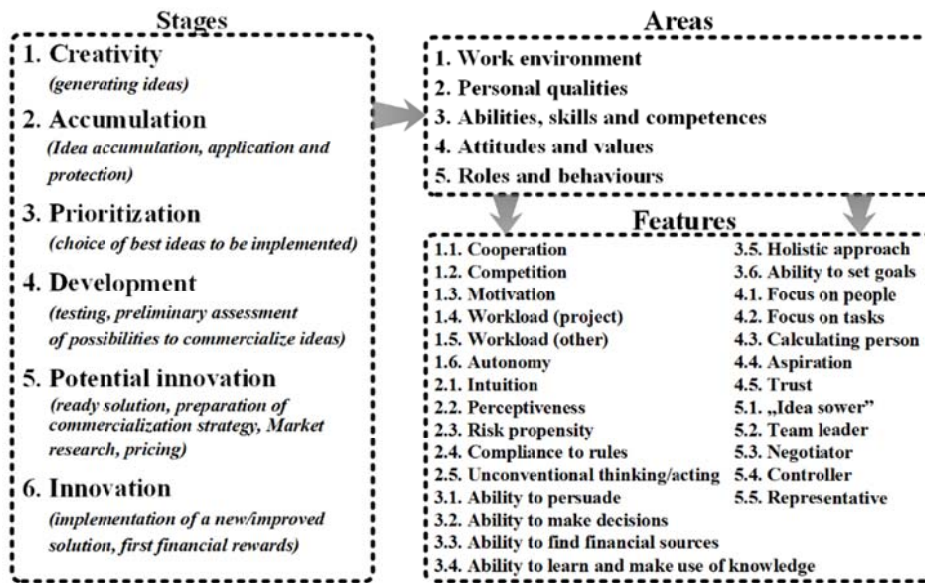 Stages
1. Creativity
(generating ideas)
2. Accumulation
(Idea accumulation, application and
protection)
3. Prioritization
(choice of best ideas to be implemented)
4. Development
(testing, preliminary assessment
of possibilities to commercialize ideas)
5. Potential innovation
(ready solution, preparation of
commercialization strategy, Market
research, pricing)
6. Innovation
(implementation of a new/improved
solution, first financial rewards)
Areas
1. Work environment
2. Personal qualities
3. Abilities, skills and competences
4. Attitudes and values
5. Roles and behaviours
Features
1.1. Cooperation
1.2. Competition
1.3. Motivation
1.4. Workload (project)
1.5. Workload (other)
1.6. Autonomy
2.1. Intuition
2.2. Perceptiveness
2.3. Risk propensity
2.4. Compliance to rules
2.5. Unconventional thinking/acting
3.1. Ability to persuade
3.2. Ability to make decisions
3.3. Ability to find financial sources
3.4. Ability to learn and make use of knowledge
3.5. Holistic approach
3.6. Ability to set goals
4.1. Focus on people
4.2. Focus on tasks
4.3. Calculating person
4.4. Aspiration
4.5. Trust
5.1. „Idea sower”
5.2. Team leader
5.3. Negotiator
5.4. Controller
5.5. Representative